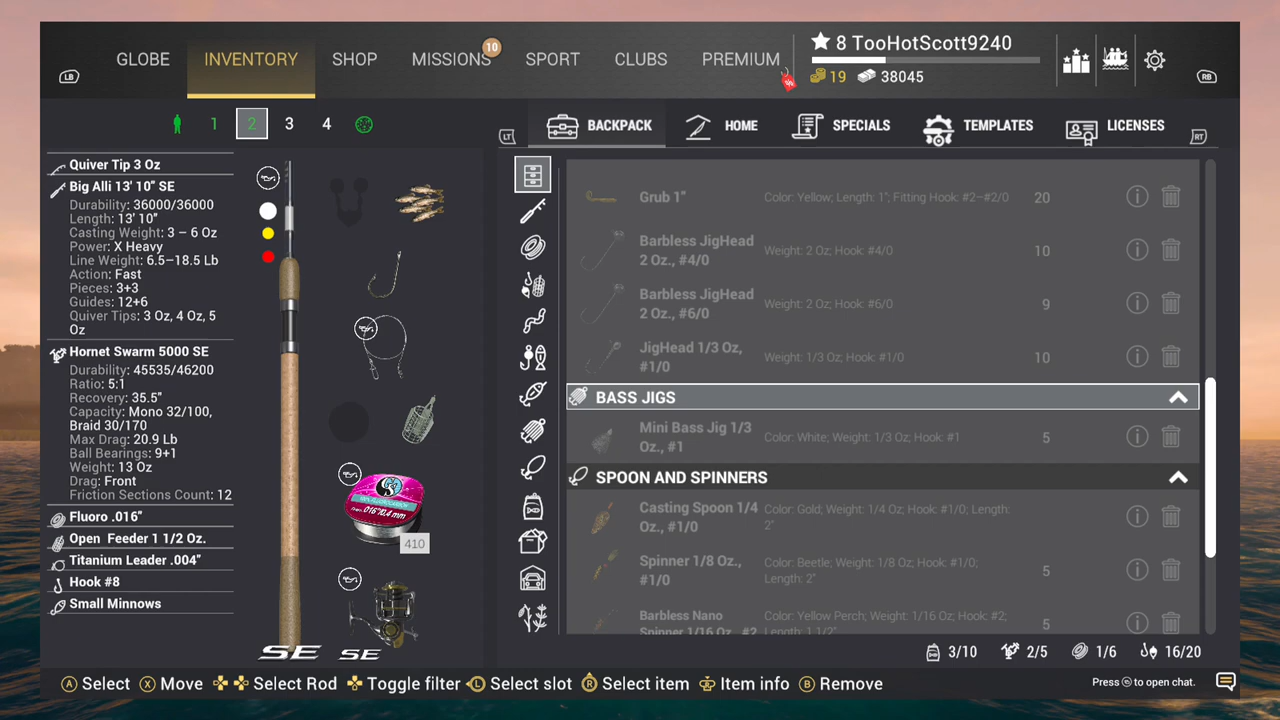 GLOBE INVENTORY SHOP MISSIONS 10 SPORT CLUBS PREMIUM
8 TooHotScott9240
19 38045
LB
RB
1 2 3 4
LT BACKPACK HOME SPECIALS TEMPLATES LICENSES RT
Quiver Tip 3 Oz
Big Alli 13' 10" SE
Durability: 36000/36000
Length: 13' 10"
Casting Weight: 3 – 6 Oz
Power: X Heavy
Line Weight: 6.5–18.5 Lb
Action: Fast
Pieces: 3+3
Guides: 12+6
Quiver Tips: 3 Oz, 4 Oz, 5
Oz
Hornet Swarm 5000 SE
Durability: 45535/46200
Ratio: 5:1
Recovery: 35.5"
Capacity: Mono 32/100,
Braid 30/170
Max Drag: 20.9 Lb
Ball Bearings: 9+1
Weight: 13 Oz
Drag: Front
Friction Sections Count: 12
Fluoro .016"
Open Feeder 1 1/2 Oz.
Titanium Leader .004"
Hook #8
Small Minnows
410
SE SE
Grub 1" Color: Yellow; Length: 1"; Fitting Hook: #2–#2/0 20
Barbless JigHead
2 Oz., #4/0
Weight: 2 Oz; Hook: #4/0 10
Barbless JigHead
2 Oz., #6/0
Weight: 2 Oz; Hook: #6/0 9
JigHead 1/3 Oz,
#1/0
Weight: 1/3 Oz; Hook: #1/0 10
BASS JIGS
Mini Bass Jig 1/3
Oz., #1
Color: White; Weight: 1/3 Oz; Hook: #1 5
SPOON AND SPINNERS
Casting Spoon 1/4
Oz., #1/0
Color: Gold; Weight: 1/4 Oz; Hook: #1/0; Length:
2"
Spinner 1/8 Oz.,
#1/0
Color: Beetle; Weight: 1/8 Oz; Hook: #1/0;
Length: 2" 5
Barbless Nano
Spinner 1/16 Oz., #2
Color: Yellow Perch; Weight: 1/16 Oz; Hook: #2;
Length: 1 1/2" 5
3/10 2/5 1/6 16/20
A Select X Move Select Rod Toggle filter L Select slot R Select item Item info B Remove
Press to open chat.